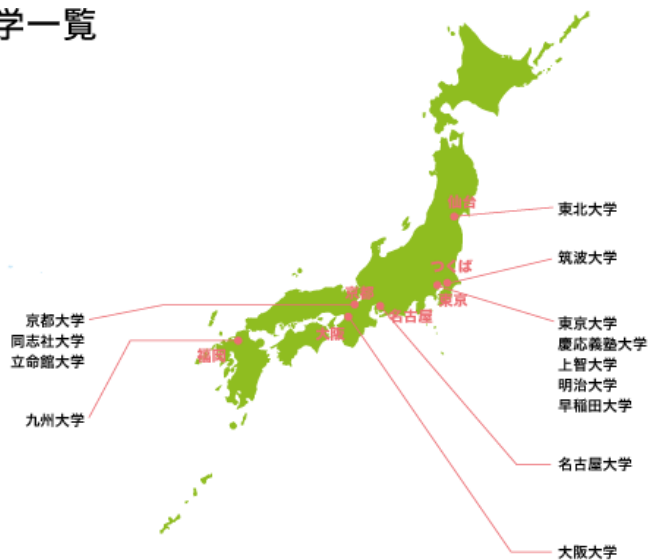 学一覧
仙台
東北大学
つくば
筑波大学
東京
東京大学
慶応義塾大学
上智大学
明治大学
早稲田大学
京都
京都大学
同志社大学
立命館大学
名古屋
名古屋大学
大阪
大阪大学
福岡
九州大学